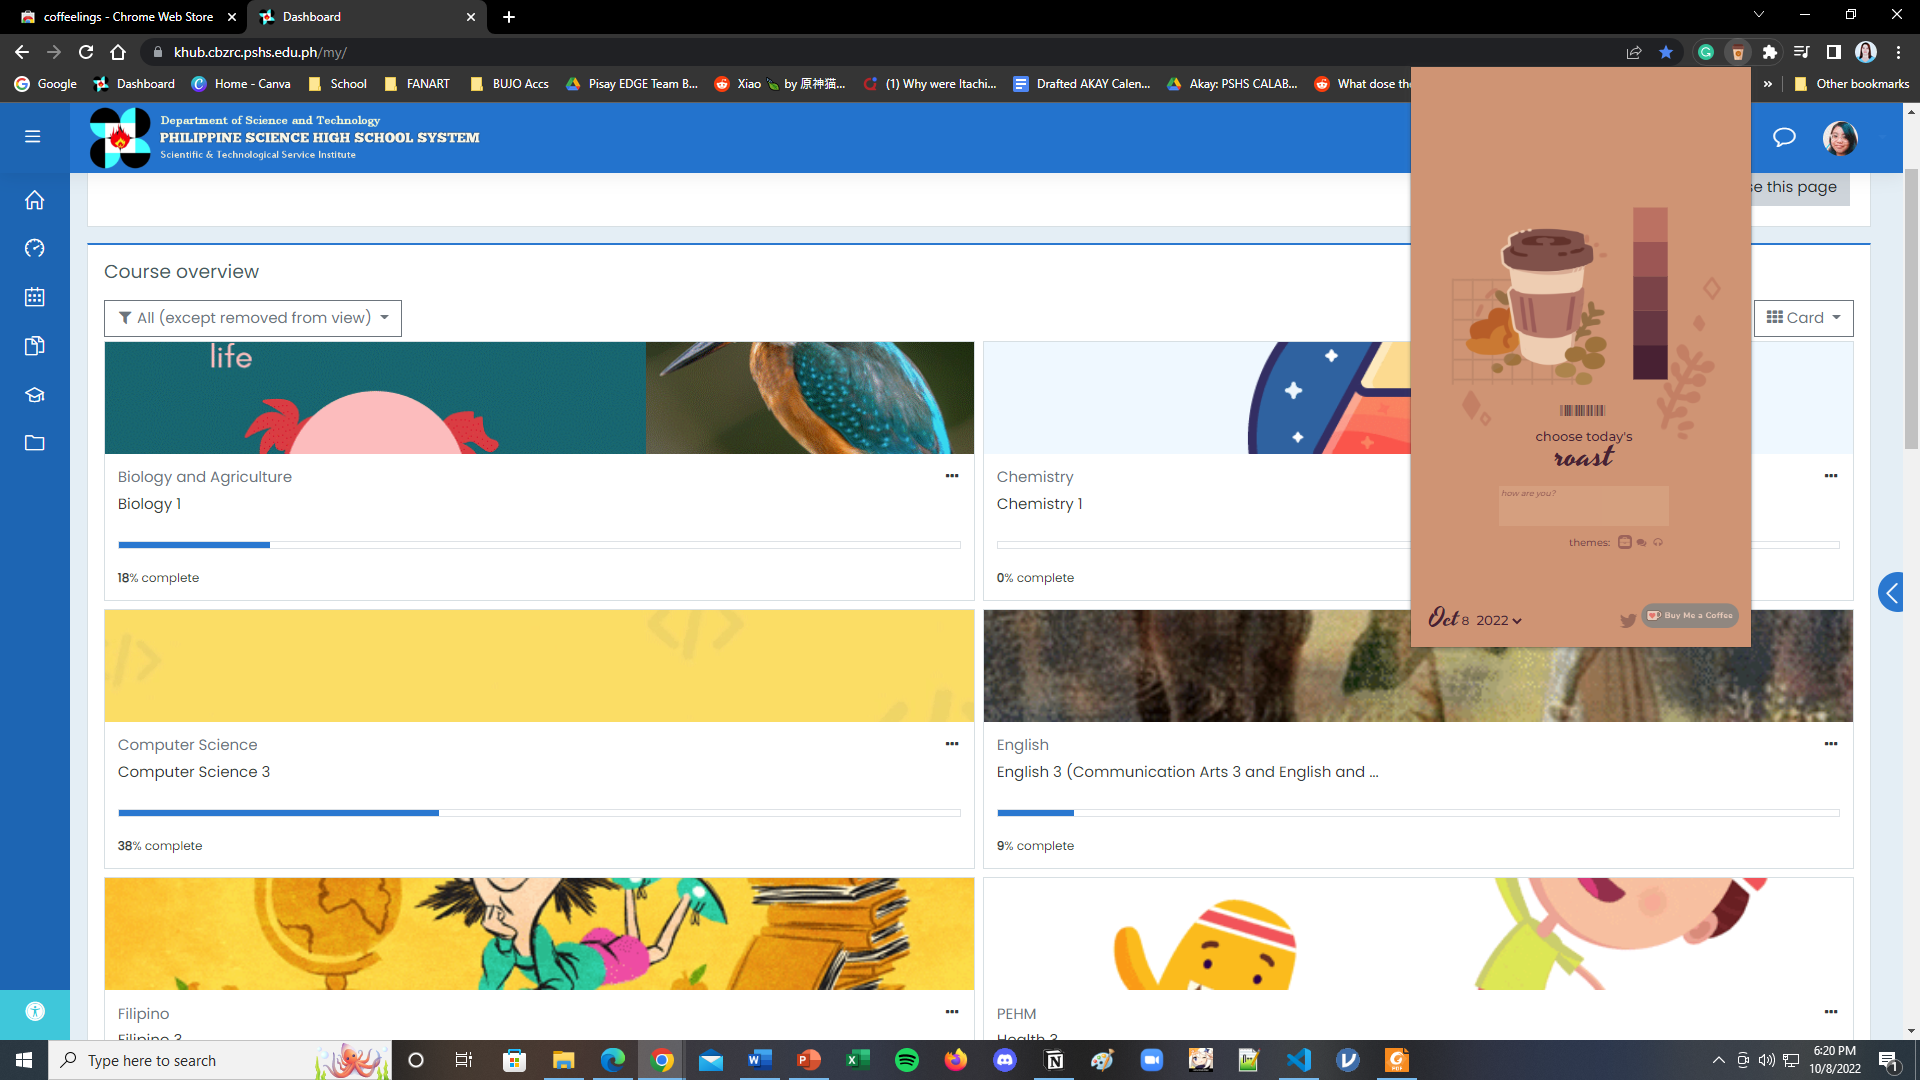 coffeelings - Chrome Web Store
Dashboard
khub.cbzrc.pshs.edu.ph/my/
Google
Dashboard
Home - Canva
School
FANART
BUJO Accs
Pisay EDGE Team B...
Xiao 🍃 by 原神猫...
(1) Why were Itachi...
Drafted AKAY Calen...
Akay: PSHS CALAB...
What dose the
»
Other bookmarks
Department of Science and Technology
PHILIPPINE SCIENCE HIGH SCHOOL SYSTEM
Scientific & Technological Service Institute
this page
Course overview
All (except removed from view)
Card
life
Biology and Agriculture
Biology 1
18% complete
Chemistry
Chemistry 1
0% complete
Computer Science
Computer Science 3
38% complete
English
English 3 (Communication Arts 3 and English and ...
9% complete
Filipino
Filipino 3
PEHM
Health 3
choose today's
roast
how are you?
themes:
Oct 8 2022
Buy Me a Coffee
Type here to search
6:20 PM
10/8/2022
1